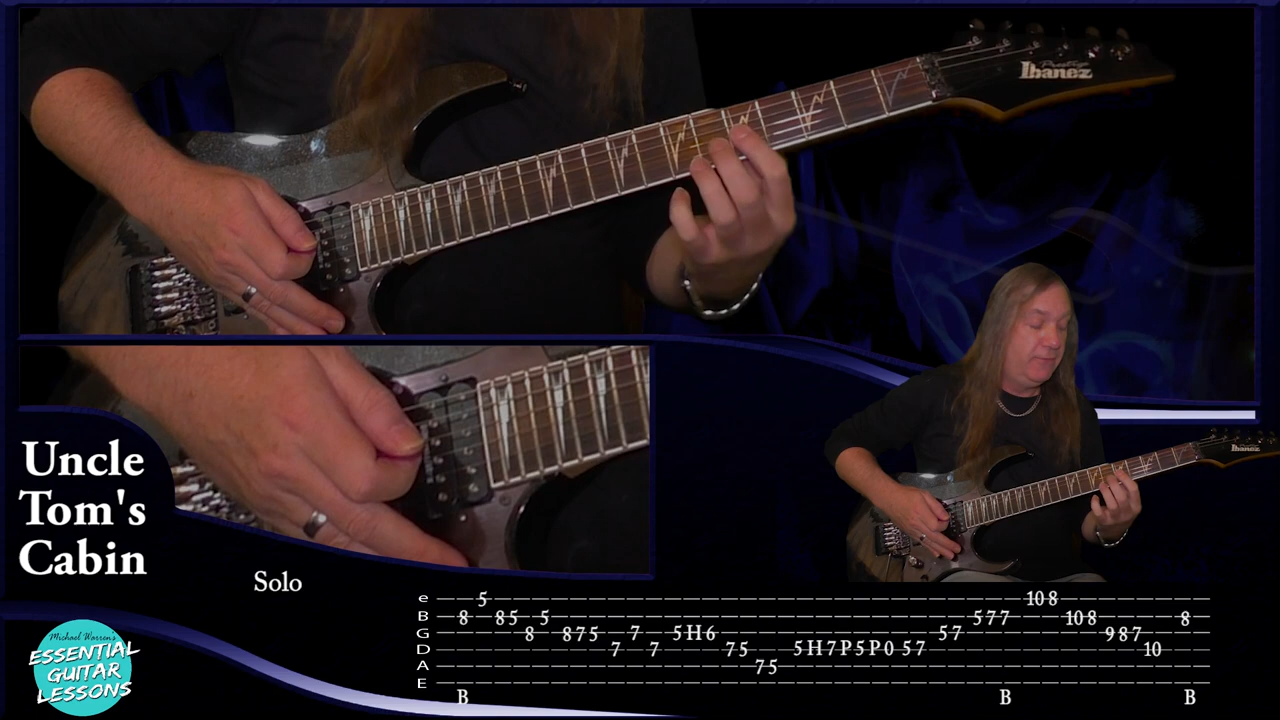 Prestige
Ibanez
Ibanez
Uncle
Tom's
Cabin
Solo
Michael Warren's
ESSENTIAL
GUITAR
LESSONS
e 5 10 8
B 8 8 5 5 5 7 7 10 8 8
G 8 8 7 5 7 5 H 6 5 7 9 8 7
D 7 7 7 5 5 H 7 P 5 P 0 5 7 10
A 7 5
E
B B B